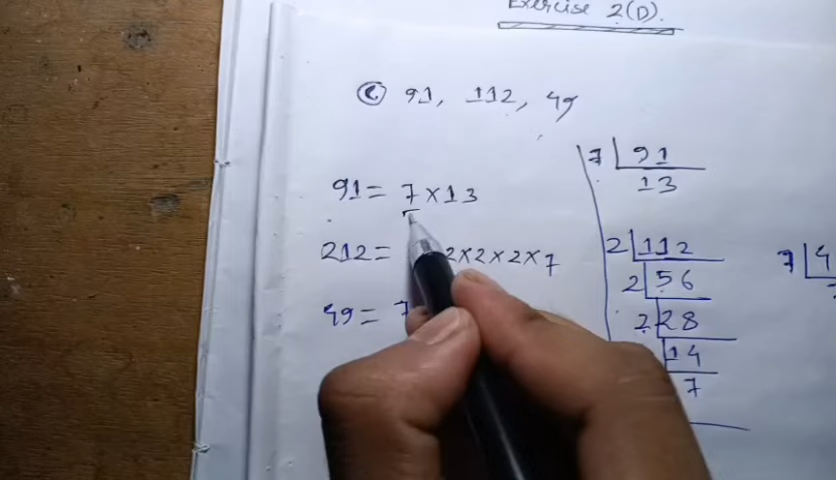 Exercise 2(D).
(c) 91, 112, 49
91 = 7 × 13
212 = 2 × 2 × 2 × 7
49 = 7
7 | 91
13
2 | 112
2 | 56
2 | 28
14
7
7 | 4